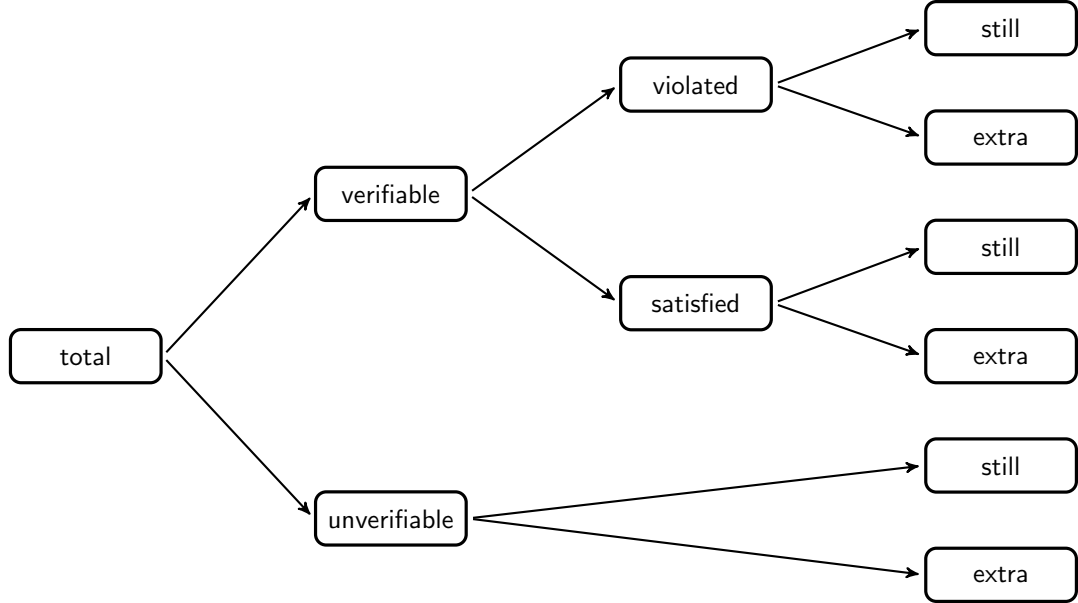 still
violated
extra
verifiable
still
satisfied
extra
total
still
unverifiable
extra